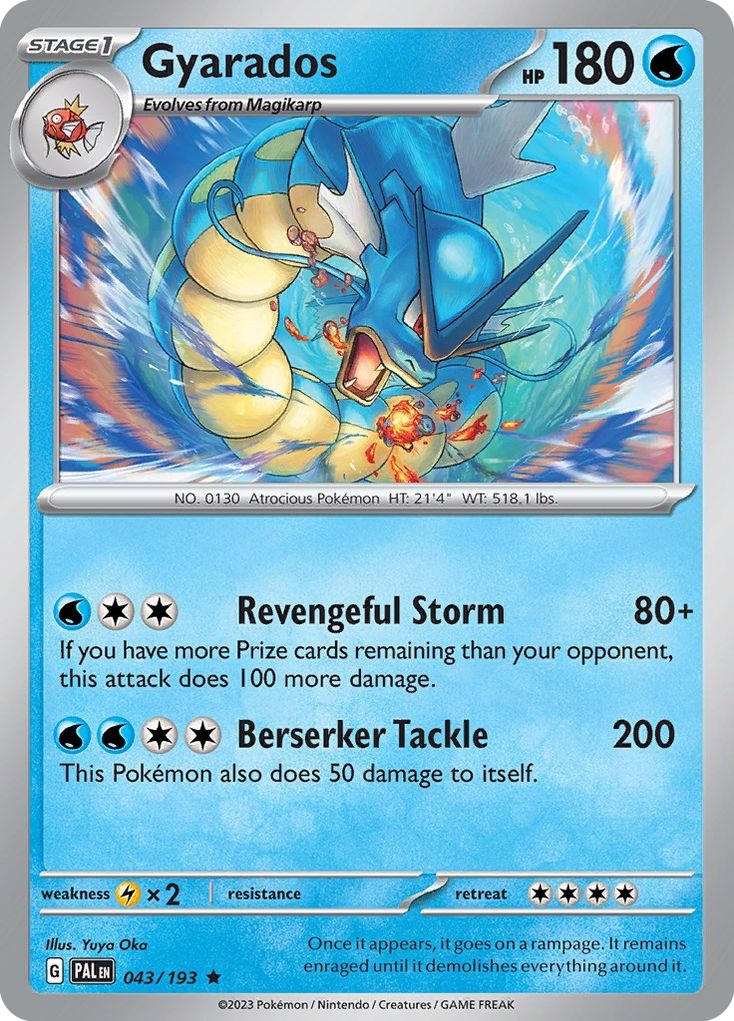 STAGE 1
Gyarados
HP 180
Evolves from Magikarp
NO. 0130 Atrocious Pokémon HT: 21'4" WT: 518.1 lbs.
Revengeful Storm 80+
If you have more Prize cards remaining than your opponent,
this attack does 100 more damage.
Berserker Tackle 200
This Pokémon also does 50 damage to itself.
weakness ×2 resistance retreat
Illus. Yuya Oka
Once it appears, it goes on a rampage. It remains
enraged until it demolishes everything around it.
G PAL EN 043/193
©2023 Pokémon / Nintendo / Creatures / GAME FREAK